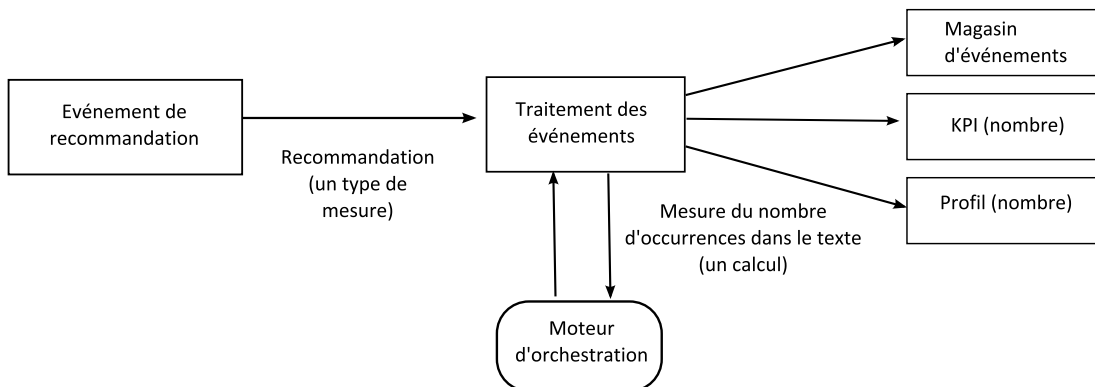 Evénement de
recommandation
Recommandation
(un type de
mesure)
Traitement des
événements
Mesure du nombre
d'occurrences dans le texte
(un calcul)
Moteur
d'orchestration
Magasin
d'événements
KPI (nombre)
Profil (nombre)